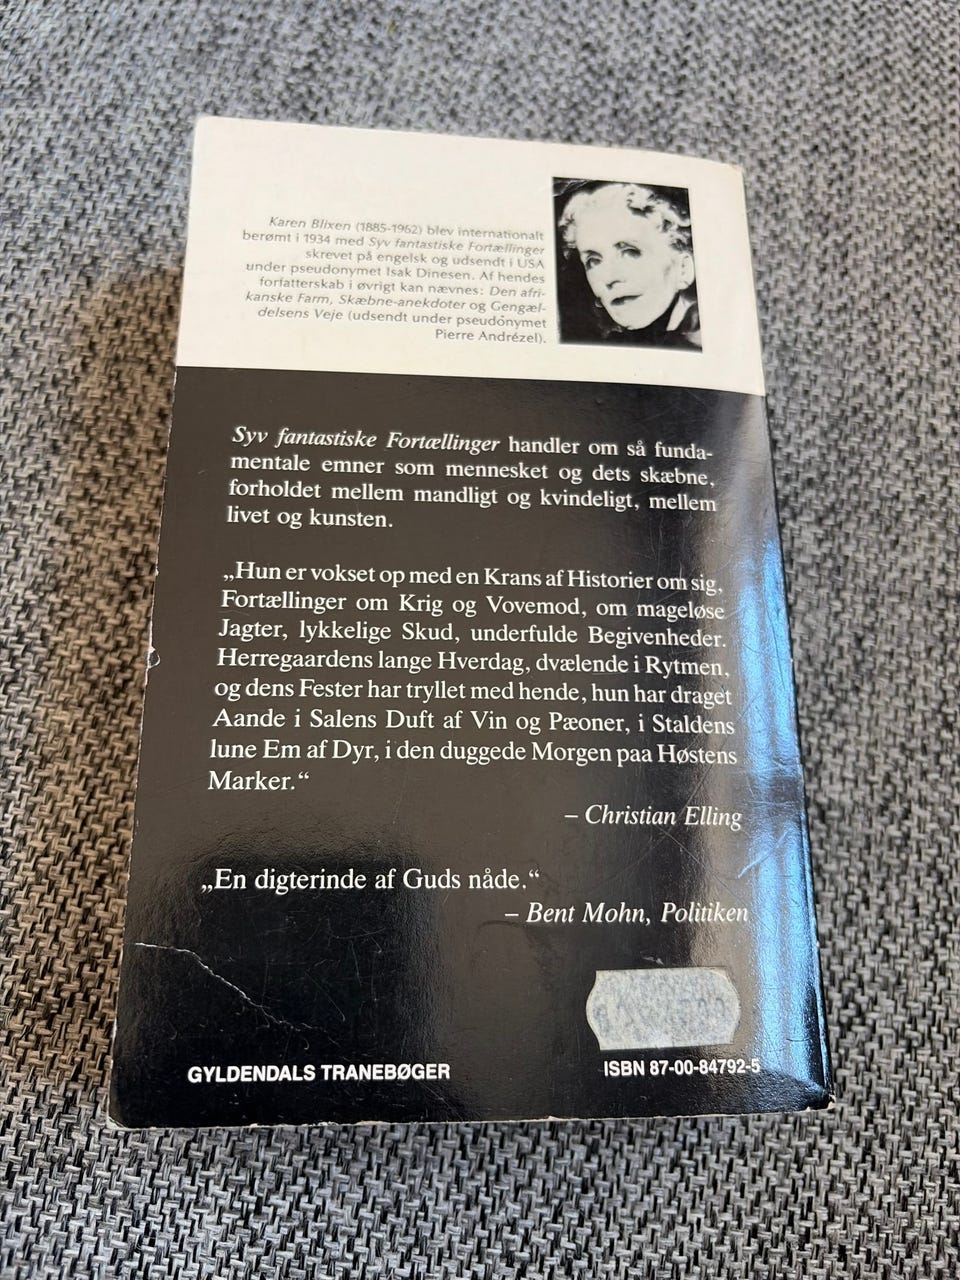 Karen Blixen (1885-1962) blev internationalt
berømt i 1934 med Syv fantastiske Fortællinger
skrevet på engelsk og udsendt i USA
under pseudonymet Isak Dinesen. Af hendes
forfatterskab i øvrigt kan nævnes: Den afri-
kanske Farm, Skæbne-anekdoter og Gengæl-
delsens Veje (udsendt under pseudonymet
Pierre Andrézel).
Syv fantastiske Fortællinger handler om så funda-
mentale emner som mennesket og dets skæbne,
forholdet mellem mandligt og kvindeligt, mellem
livet og kunsten.
„Hun er vokset op med en Krans af Historier om sig,
Fortællinger om Krig og Vovemod, om mageløse
Jagter, lykkelige Skud, underfulde Begivenheder.
Herregaardens lange Hverdag, dvælende i Rytmen,
og dens Fester har tryllet med hende, hun har draget
Aande i Salens Duft af Vin og Pæoner, i Staldens
lune Em af Dyr, i den duggede Morgen paa Høstens
Marker.“
– Christian Elling
„En digterinde af Guds nåde.“
– Bent Mohn, Politiken
GYLDENDALS TRANEBØGER
ISBN 87-00-84792-5